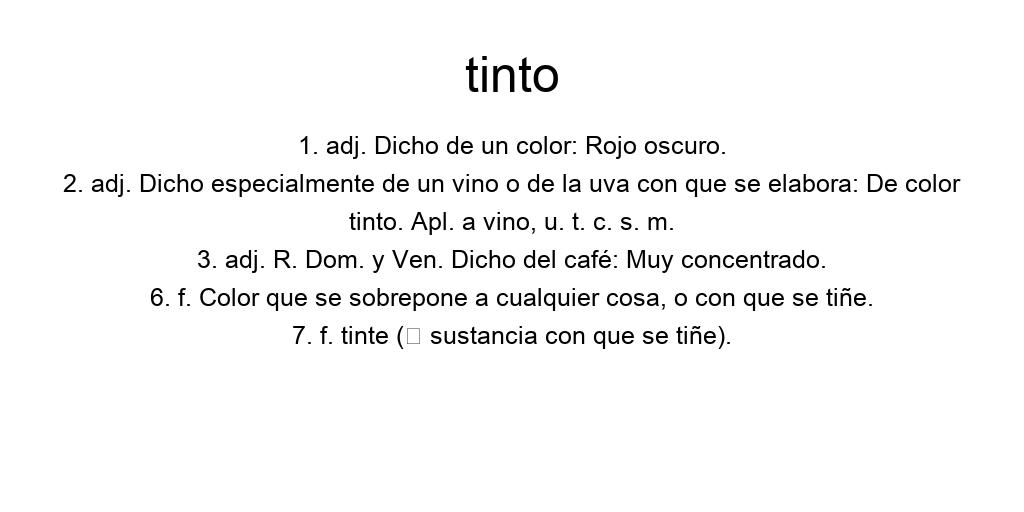 tinto
1. adj. Dicho de un color: Rojo oscuro.
2. adj. Dicho especialmente de un vino o de la uva con que se elabora: De color
tinto. Apl. a vino, u. t. c. s. m.
3. adj. R. Dom. y Ven. Dicho del café: Muy concentrado.
6. f. Color que se sobrepone a cualquier cosa, o con que se tiñe.
7. f. tinte (▯ sustancia con que se tiñe).